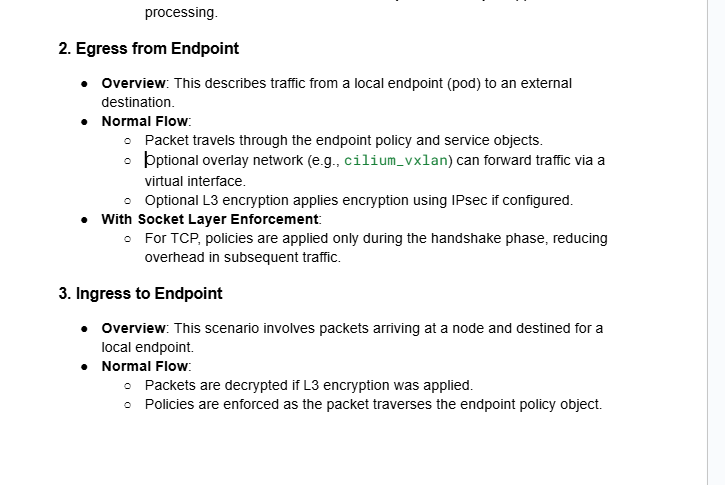 processing.
2. Egress from Endpoint
● Overview: This describes traffic from a local endpoint (pod) to an external
destination.
● Normal Flow:
○ Packet travels through the endpoint policy and service objects.
○ Optional overlay network (e.g., cilium_vxlan) can forward traffic via a
virtual interface.
○ Optional L3 encryption applies encryption using IPsec if configured.
● With Socket Layer Enforcement:
○ For TCP, policies are applied only during the handshake phase, reducing
overhead in subsequent traffic.
3. Ingress to Endpoint
● Overview: This scenario involves packets arriving at a node and destined for a
local endpoint.
● Normal Flow:
○ Packets are decrypted if L3 encryption was applied.
○ Policies are enforced as the packet traverses the endpoint policy object.